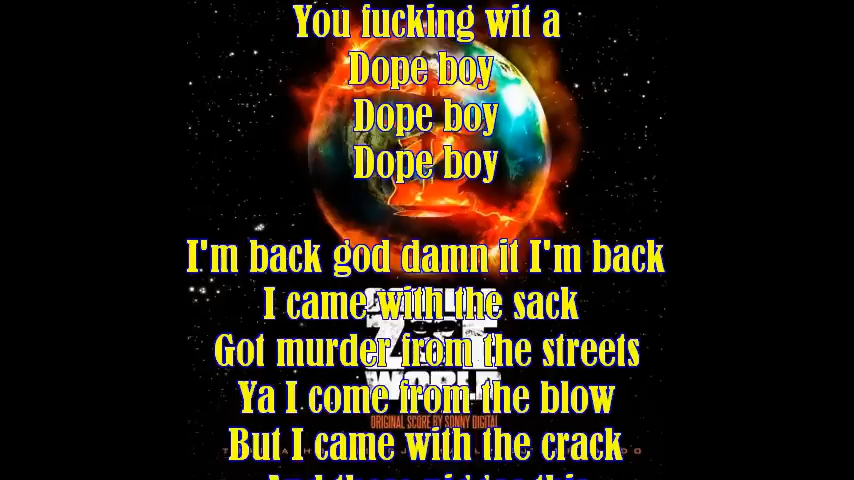 You fucking wit a
Dope boy
Dope boy
Dope boy
I'm back god damn it I'm back
I came with the sack
Got murder from the streets
Ya I come from the blow
WORLD
ORIGINAL SCORE BY SONNY DIGITAL
But I came with the crack